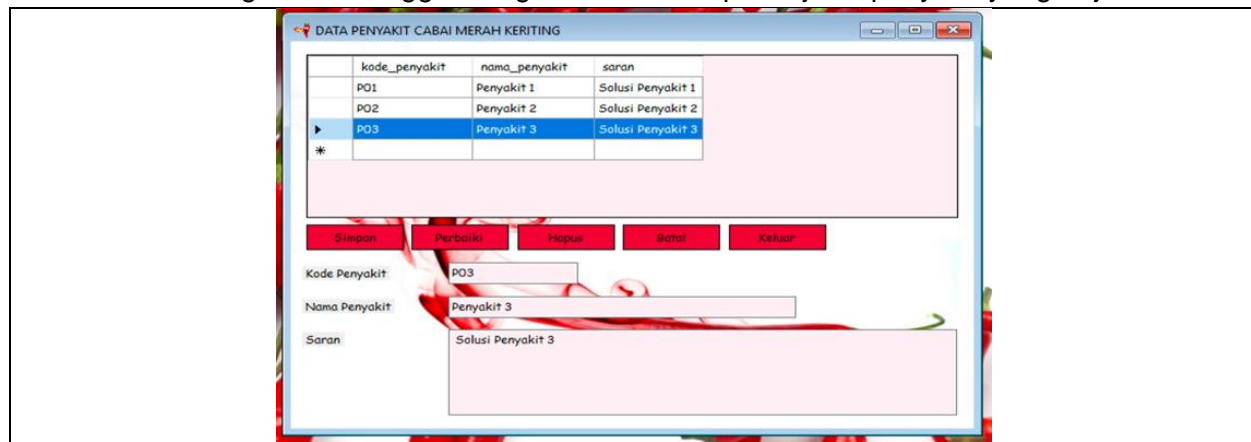 DATA PENYAKIT CABAI MERAH KERITING
kode_penyakit nama_penyakit saran
P01 Penyakit 1 Solusi Penyakit 1
P02 Penyakit 2 Solusi Penyakit 2
P03 Penyakit 3 Solusi Penyakit 3
Simpan Perbaiki Hapus Batal Keluar
Kode Penyakit P03
Nama Penyakit Penyakit 3
Saran Solusi Penyakit 3